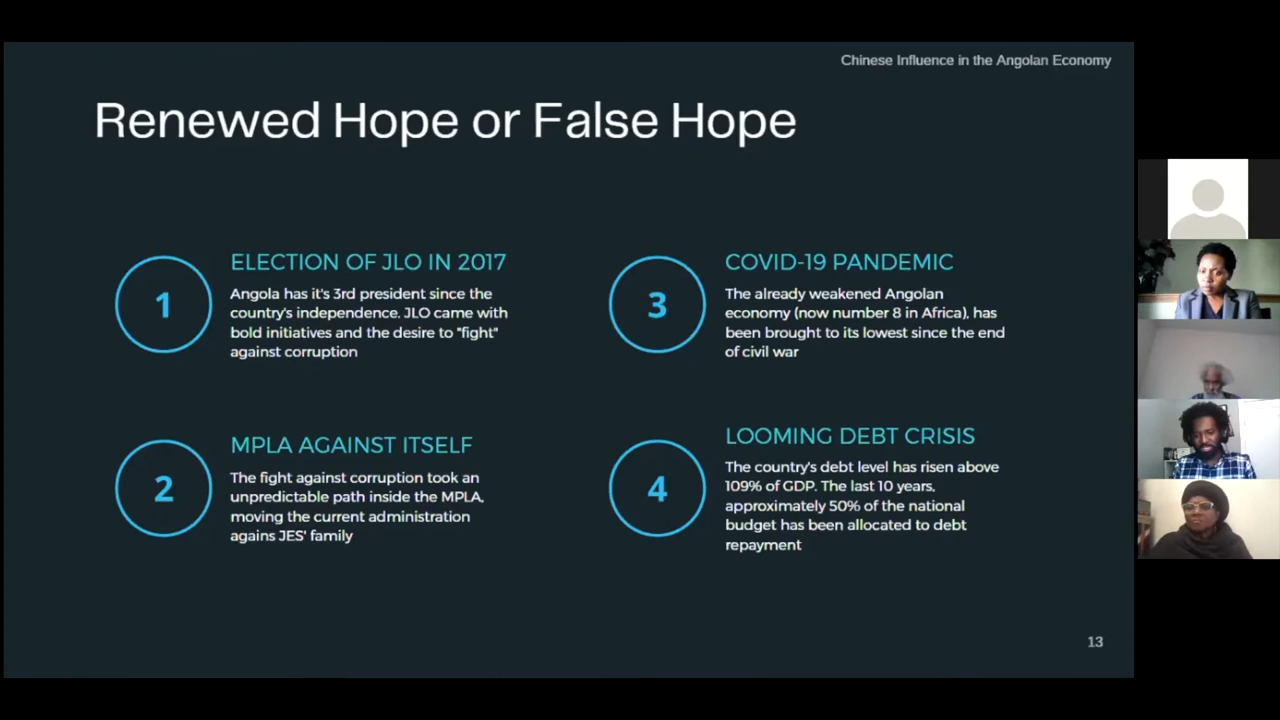 Chinese Influence in the Angolan Economy
Renewed Hope or False Hope
1
ELECTION OF JLO IN 2017
Angola has it's 3rd president since the
country's independence. JLO came with
bold initiatives and the desire to "fight"
against corruption
2
MPLA AGAINST ITSELF
The fight against corruption took an
unpredictable path inside the MPLA,
moving the current administration
agains JES' family
3
COVID-19 PANDEMIC
The already weakened Angolan
economy (now number 8 in Africa), has
been brought to its lowest since the end
of civil war
4
LOOMING DEBT CRISIS
The country's debt level has risen above
109% of GDP. The last 10 years,
approximately 50% of the national
budget has been allocated to debt
repayment
13